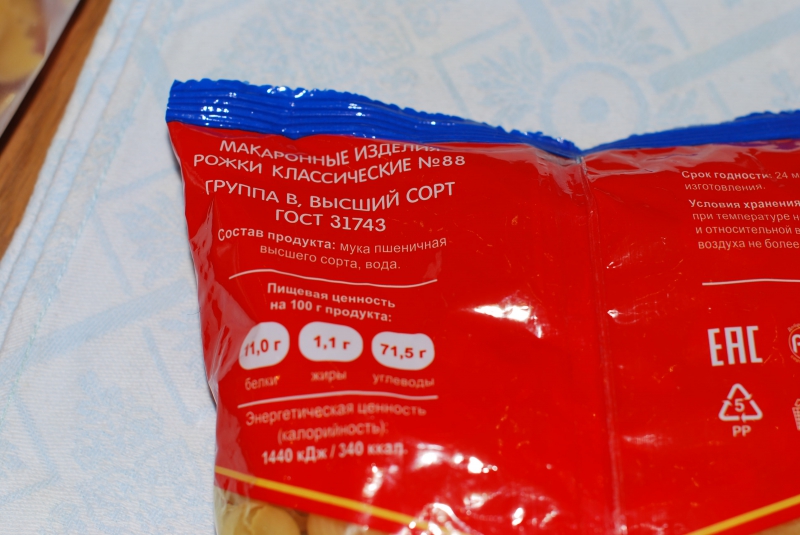 МАКАРОННЫЕ ИЗДЕЛИЯ
РОЖКИ КЛАССИЧЕСКИЕ №88
ГРУППА В, ВЫСШИЙ СОРТ
ГОСТ 31743
Состав продукта: мука пшеничная
высшего сорта, вода.
Пищевая ценность
на 100 г продукта:
11,0 г 1,1 г 71,5 г
белки жиры углеводы
Энергетическая ценность
(калорийность):
1440 кДж / 340 ккал.
Срок годности: 24
изготовления.
Условия хранения
при температуре
и относительной
воздуха не более
EAC
5
PP